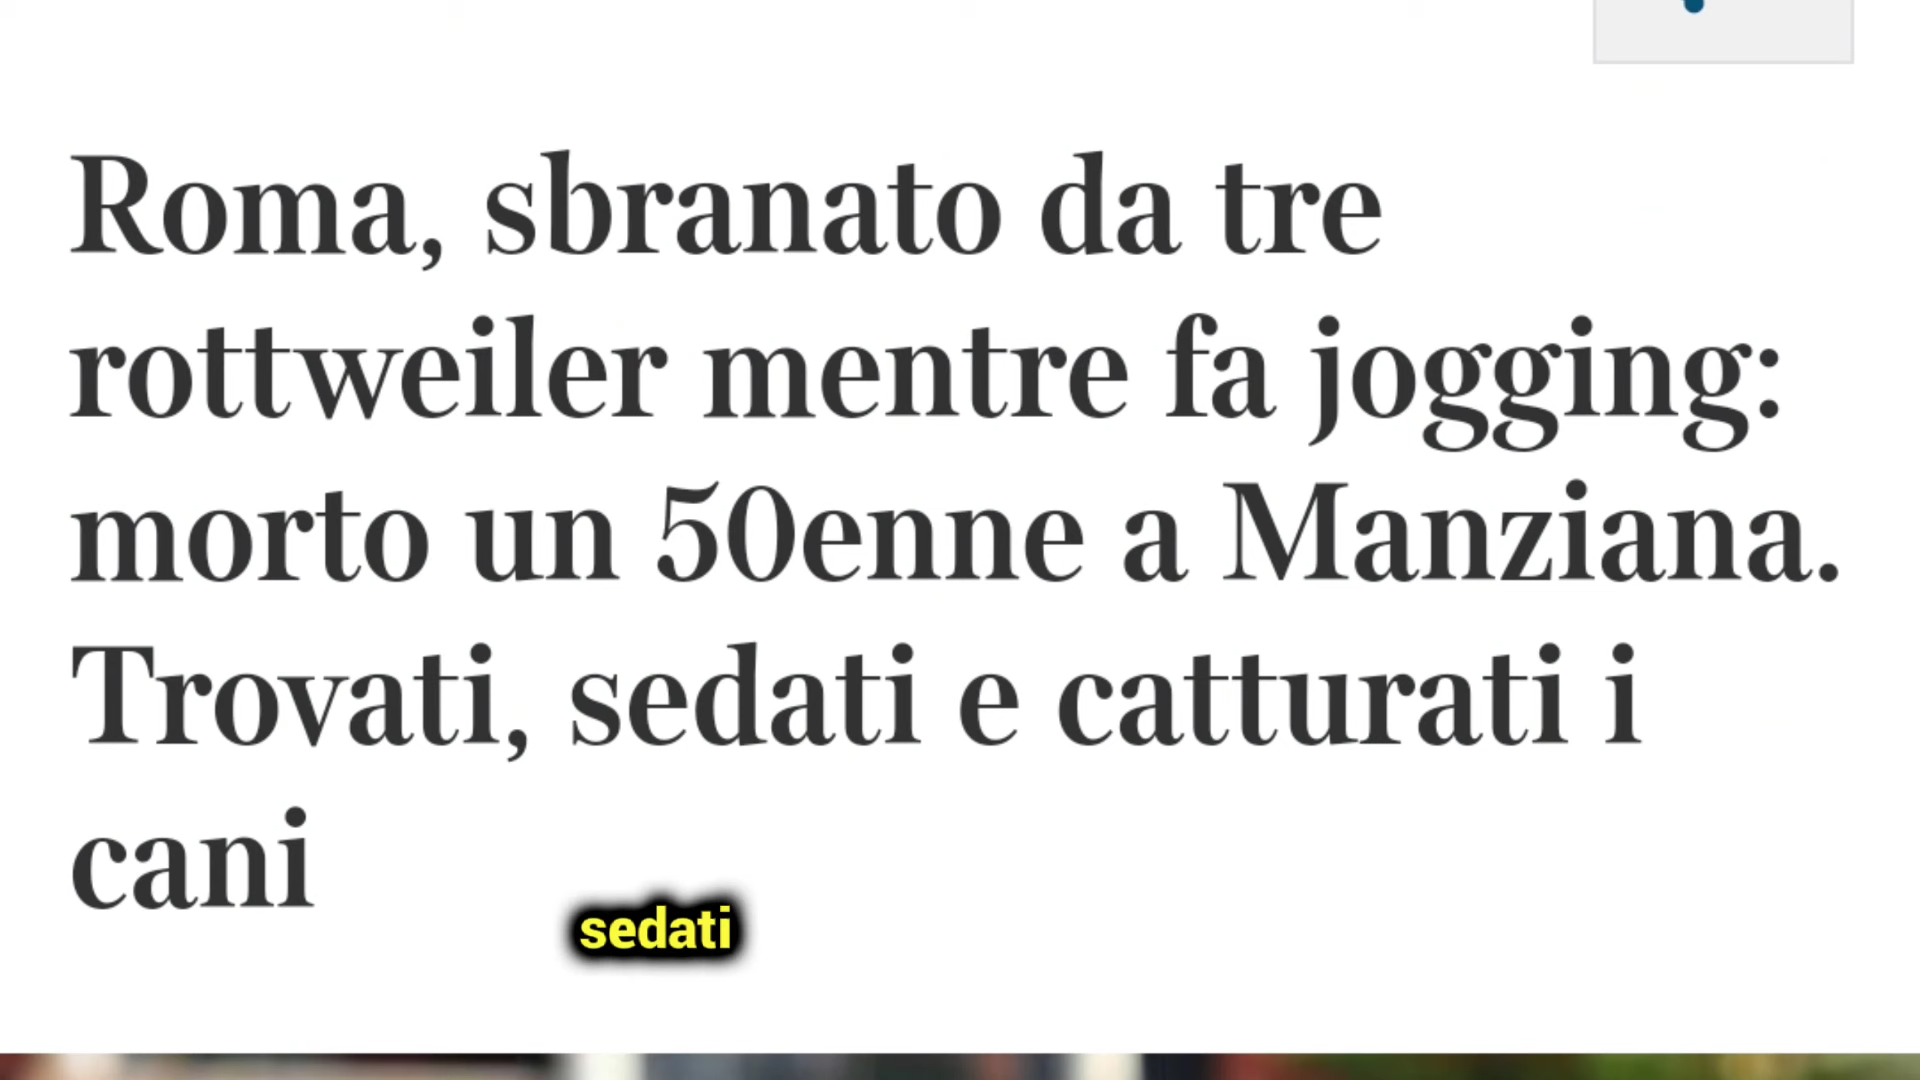 Roma, sbranato da tre
rottweiler mentre fa jogging:
morto un 50enne a Manziana.
Trovati, sedati e catturati i
cani
sedati